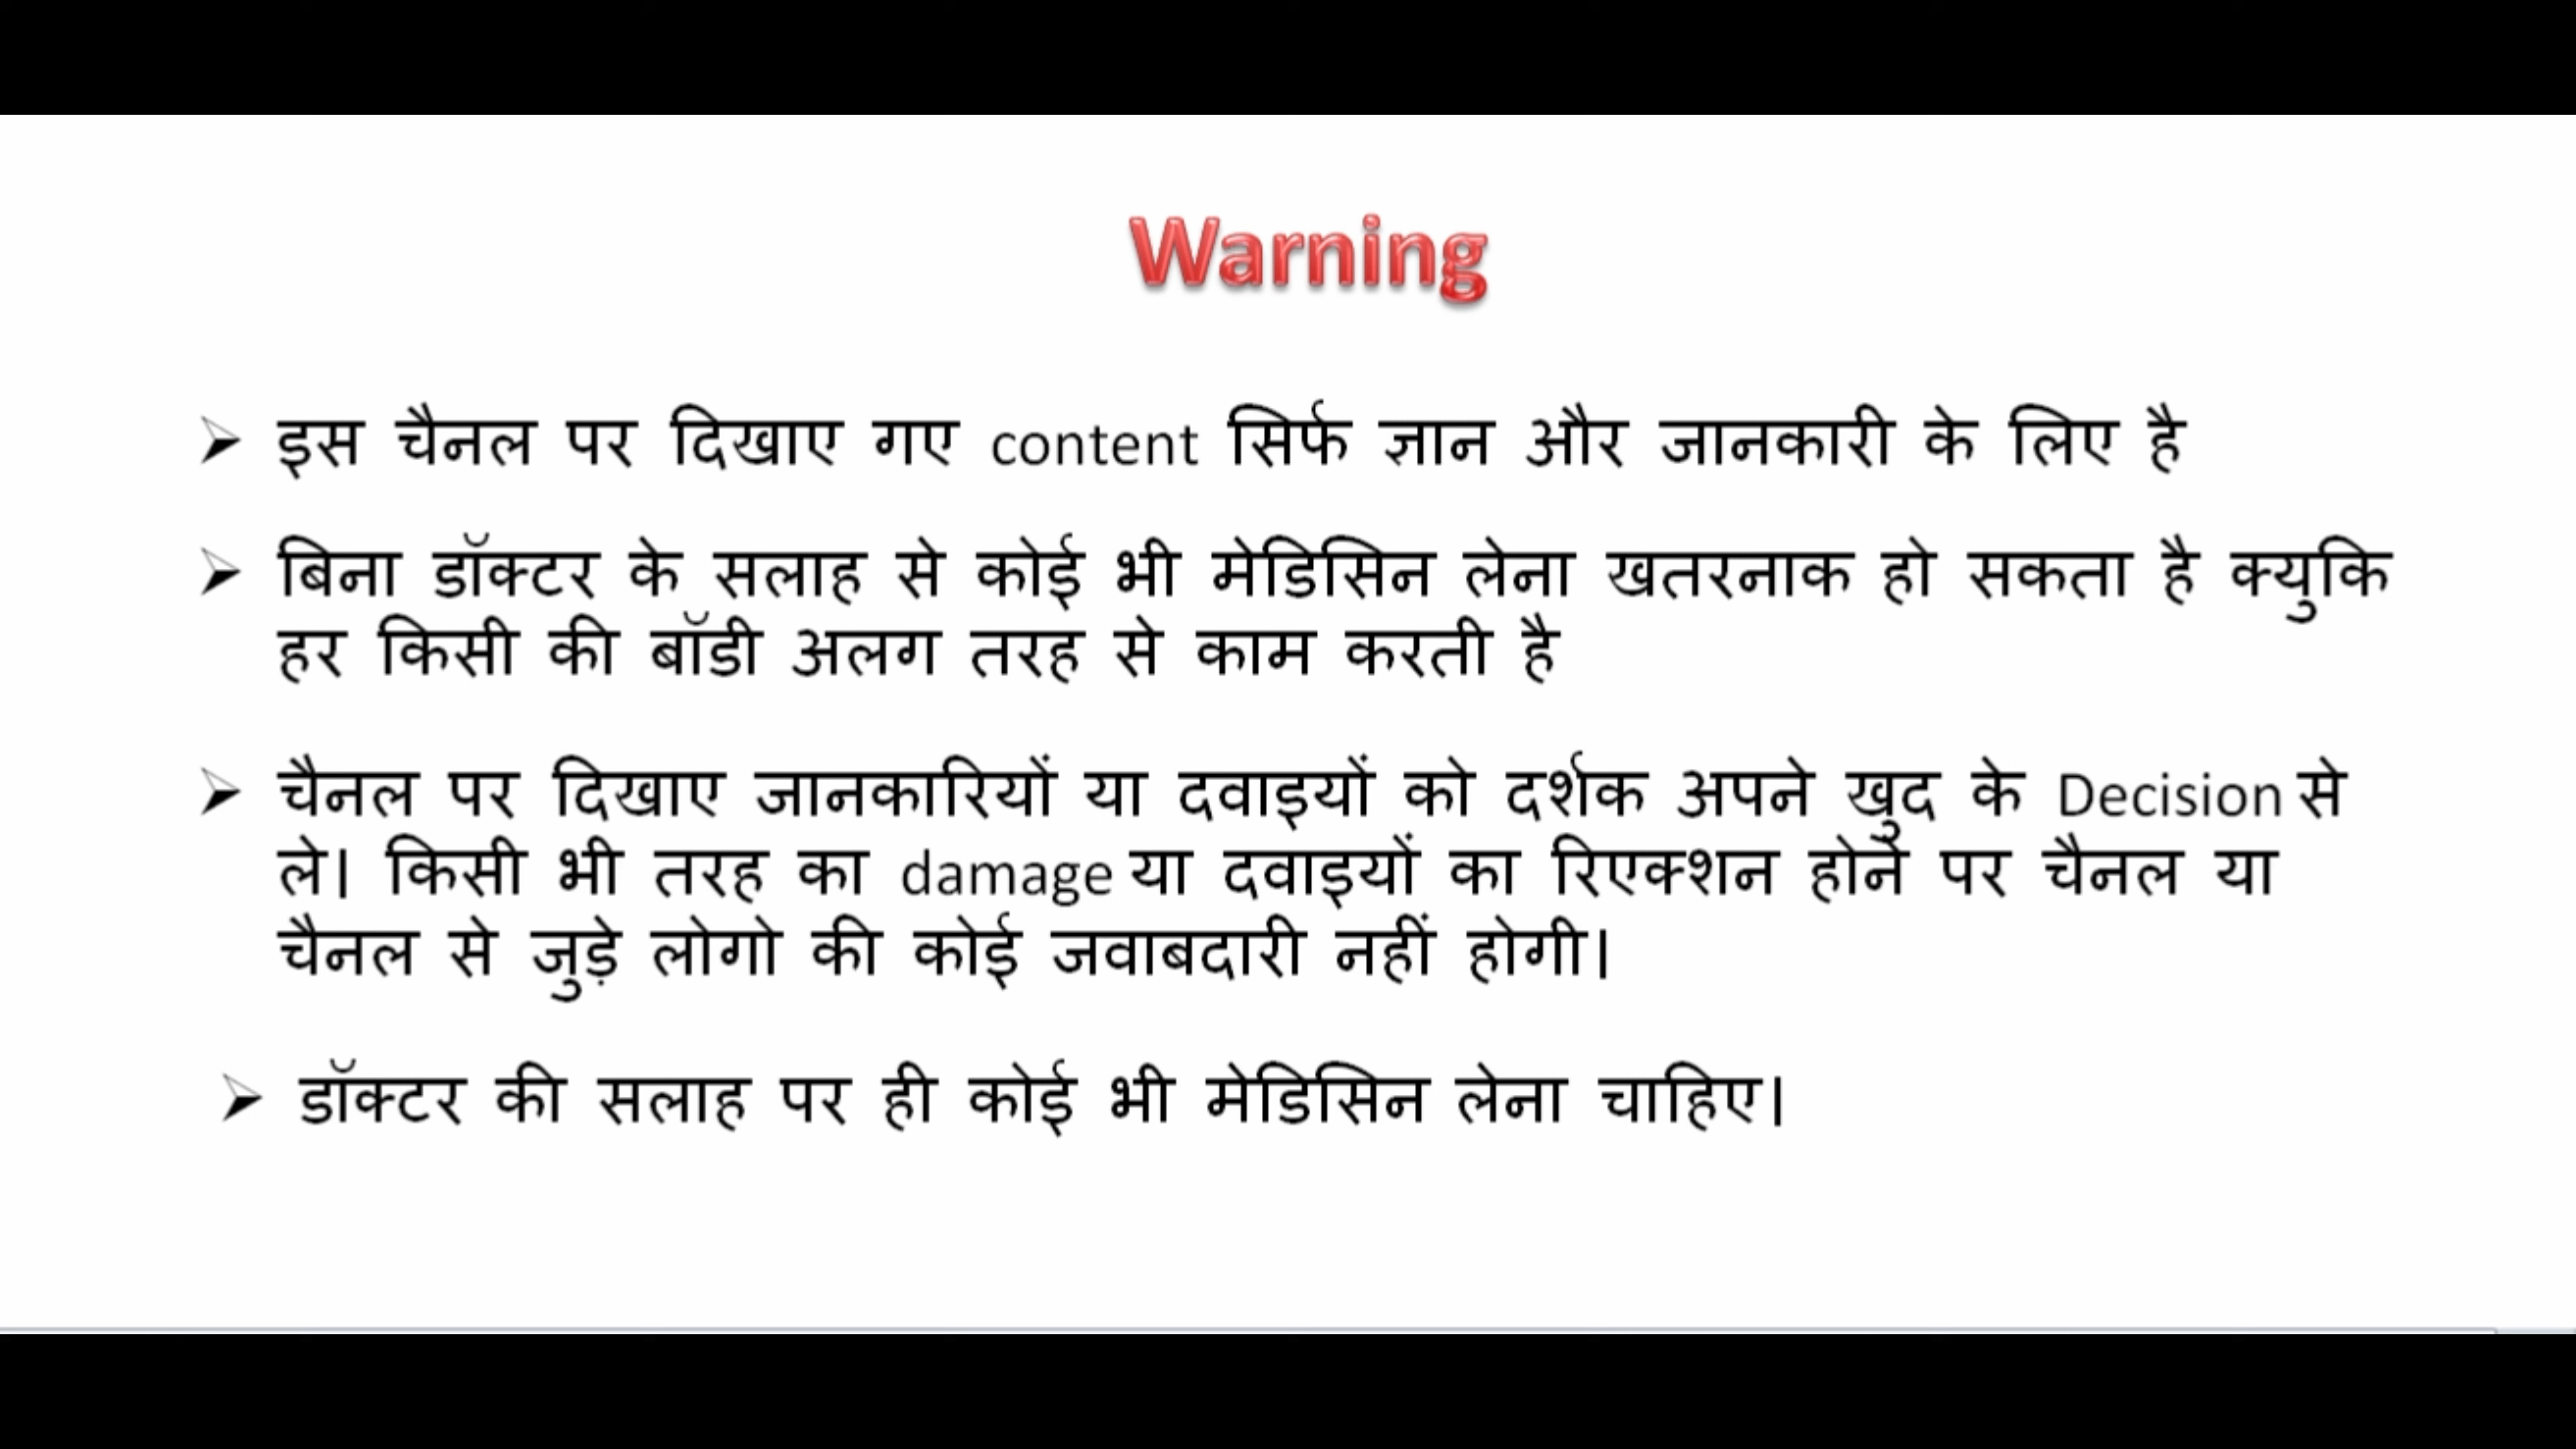 Warning
➢ इस चैनल पर दिखाए गए content सिर्फ ज्ञान और जानकारी के लिए है
➢ बिना डॉक्टर के सलाह से कोई भी मेडिसिन लेना खतरनाक हो सकता है क्युकि
हर किसी की बॉडी अलग तरह से काम करती है
➢ चैनल पर दिखाए जानकारियों या दवाइयों को दर्शक अपने खुद के Decision से
ले। किसी भी तरह का damage या दवाइयों का रिएक्शन होने पर चैनल या
चैनल से जुड़े लोगो की कोई जवाबदारी नहीं होगी।
➢ डॉक्टर की सलाह पर ही कोई भी मेडिसिन लेना चाहिए।